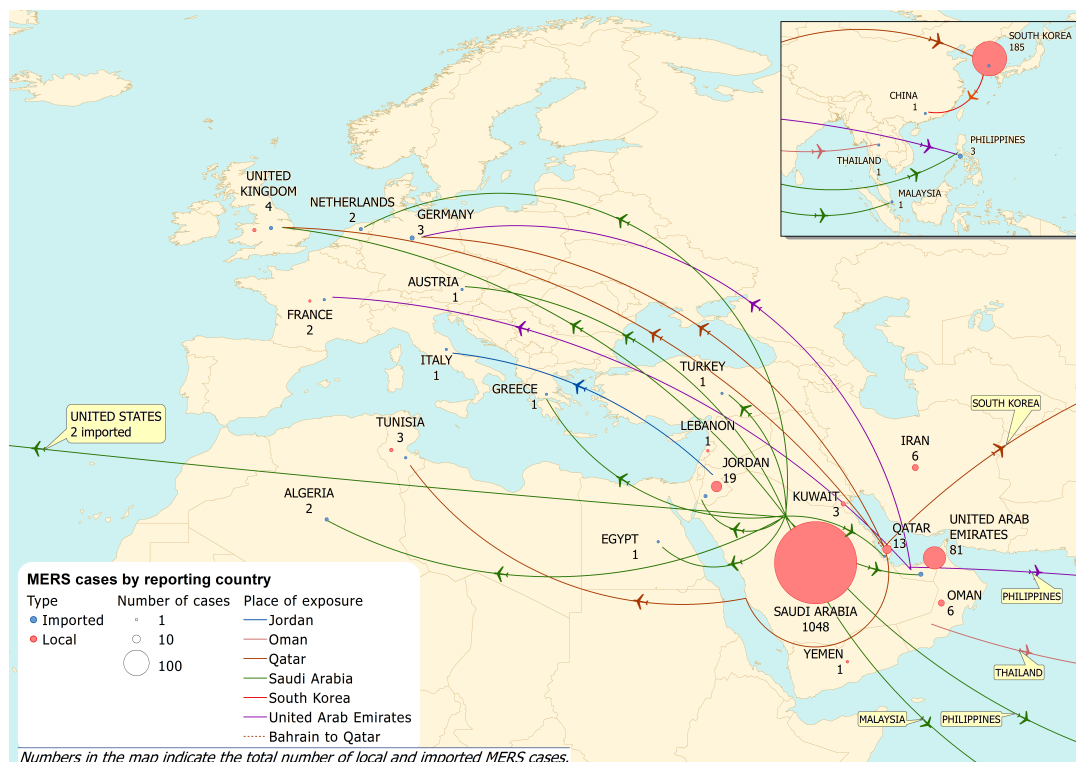 SOUTH KOREA
185
CHINA
1
PHILIPPINES
3
THAILAND
1
MALAYSIA
1
UNITED
KINGDOM
4
NETHERLANDS
2
GERMANY
3
AUSTRIA
1
FRANCE
2
ITALY
1
GREECE
1
TURKEY
1
UNITED STATES
2 imported
TUNISIA
3
LEBANON
1
JORDAN
19
IRAN
6
SOUTH KOREA
ALGERIA
2
KUWAIT
3
QATAR
13
UNITED ARAB
EMIRATES
81
EGYPT
1
PHILIPPINES
OMAN
6
SAUDI ARABIA
1048
YEMEN
1
THAILAND
MALAYSIA
PHILIPPINES
MERS cases by reporting country
Type
Imported
Local
Number of cases
1
10
100
Place of exposure
Jordan
Oman
Qatar
Saudi Arabia
South Korea
United Arab Emirates
Bahrain to Qatar
Numbers in the map indicate the total number of local and imported MERS cases.